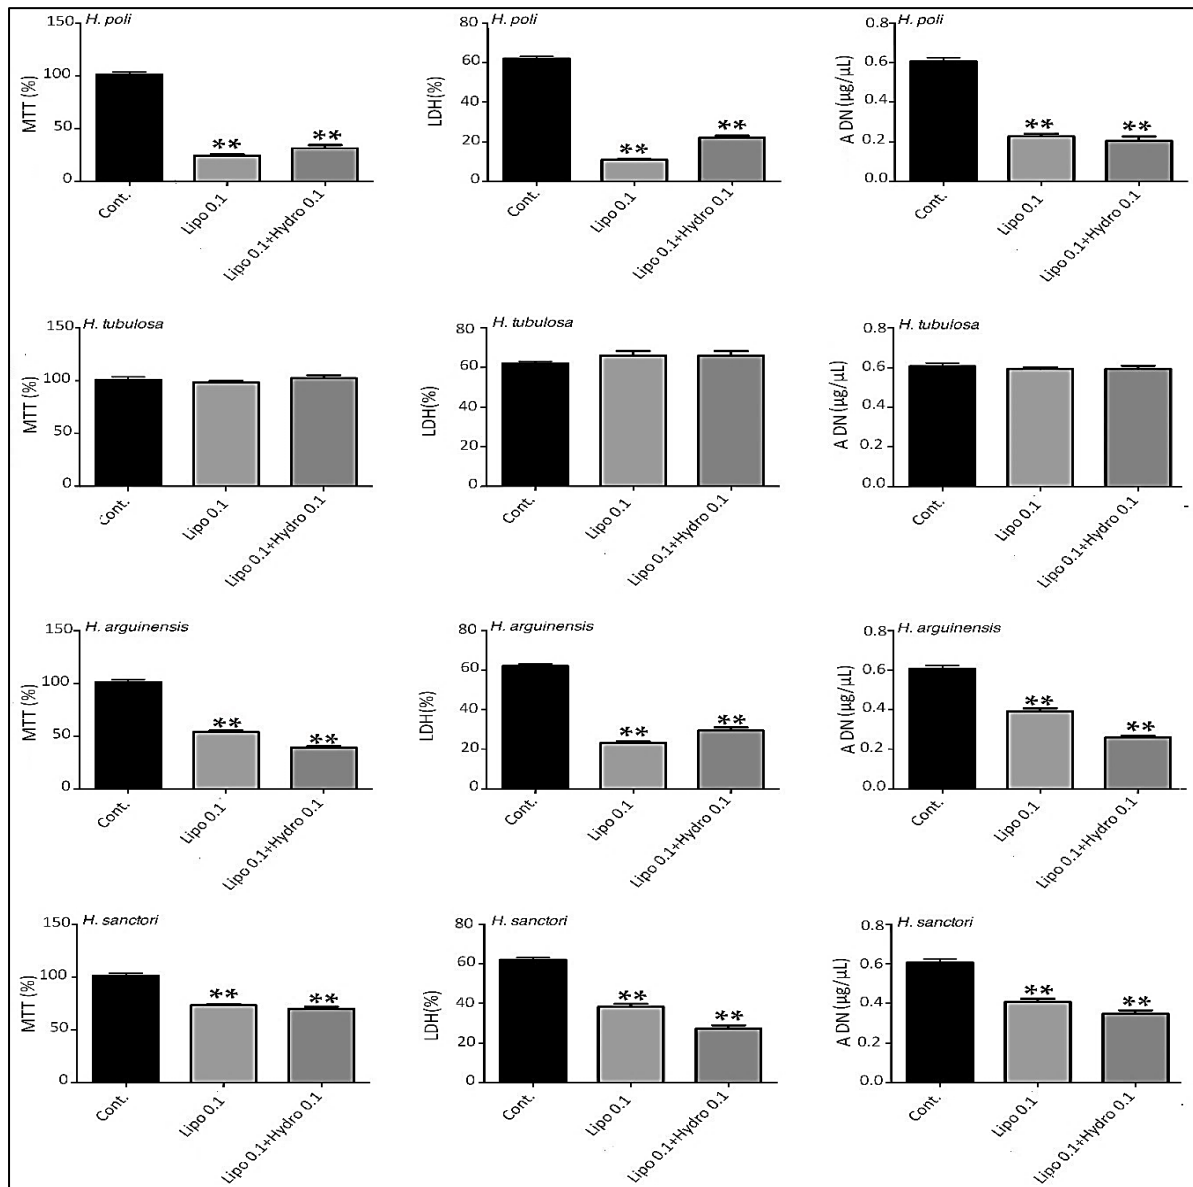 H. poli
MTT (%)
150
100
50
0
**
**
Cont.
Lipo 0.1
Lipo 0.1+Hydro 0.1
H. poli
LDH(%)
80
60
40
20
0
**
**
Cont.
Lipo 0.1
Lipo 0.1+Hydro 0.1
H. poli
A DN (µg/µL)
0.8
0.6
0.4
0.2
0.0
**
**
Cont.
Lipo 0.1
Lipo 0.1+Hydro 0.1
H. tubulosa
MTT (%)
150
100
50
0
Cont.
Lipo 0.1
Lipo 0.1+Hydro 0.1
H. tubulosa
LDH(%)
80
60
40
20
0
Cont.
Lipo 0.1
Lipo 0.1+Hydro 0.1
H. tubulosa
A DN (µg/µL)
0.8
0.6
0.4
0.2
0.0
Cont.
Lipo 0.1
Lipo 0.1+Hydro 0.1
H. arguinensis
MTT (%)
150
100
50
0
**
**
Cont.
Lipo 0.1
Lipo 0.1+Hydro 0.1
H. arguinensis
LDH(%)
80
60
40
20
0
**
**
Cont.
Lipo 0.1
Lipo 0.1+Hydro 0.1
H. arguinensis
A DN (µg/µL)
0.8
0.6
0.4
0.2
0.0
**
**
Cont.
Lipo 0.1
Lipo 0.1+Hydro 0.1
H. sanctori
MTT (%)
150
100
50
0
**
**
Cont.
Lipo 0.1
Lipo 0.1+Hydro 0.1
H. sanctori
LDH(%)
80
60
40
20
0
**
**
Cont.
Lipo 0.1
Lipo 0.1+Hydro 0.1
H. sanctori
A DN (µg/µL)
0.8
0.6
0.4
0.2
0.0
**
**
Cont.
Lipo 0.1
Lipo 0.1+Hydro 0.1